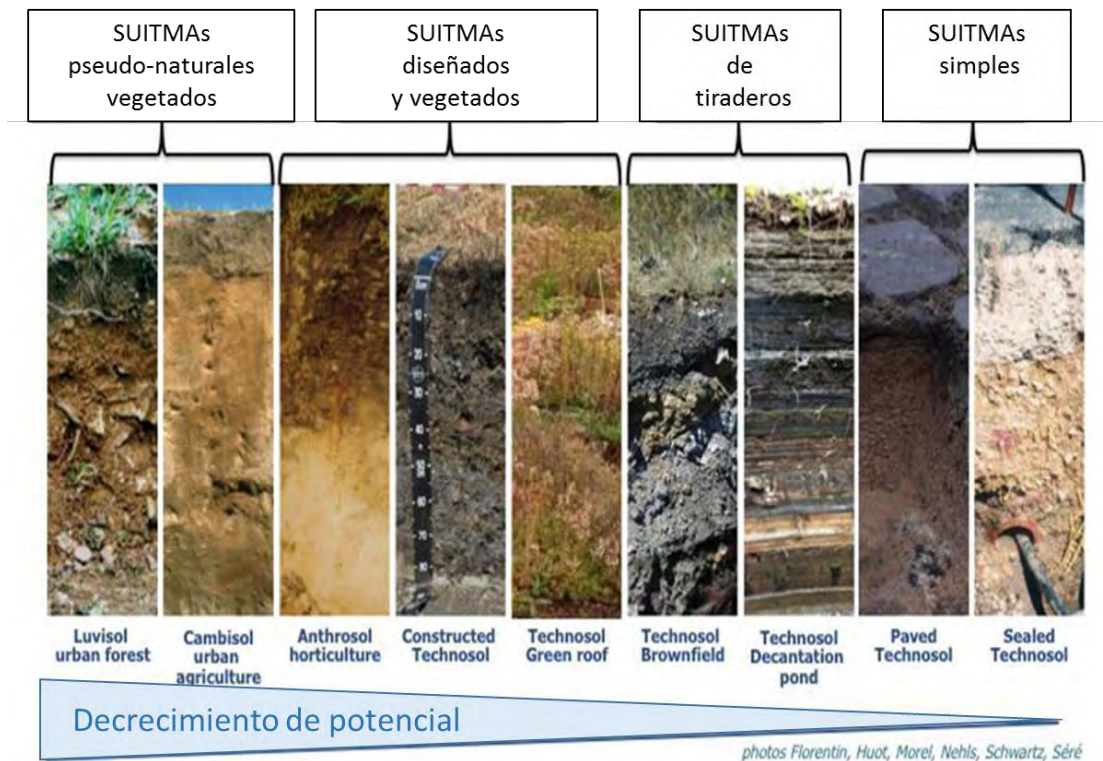 SUITMAs
pseudo-naturales
vegetados
SUITMAs
diseñados
y vegetados
SUITMAs
de
tiraderos
SUITMAs
simples
Luvisol
urban forest
Cambisol
urban
agriculture
Anthrosol
horticulture
Constructed
Technosol
Technosol
Green roof
Technosol
Brownfield
Technosol
Decantation
pond
Paved
Technosol
Sealed
Technosol
Decrecimiento de potencial
photos Florentin, Huot, Morel, Nehls, Schwartz, Séré